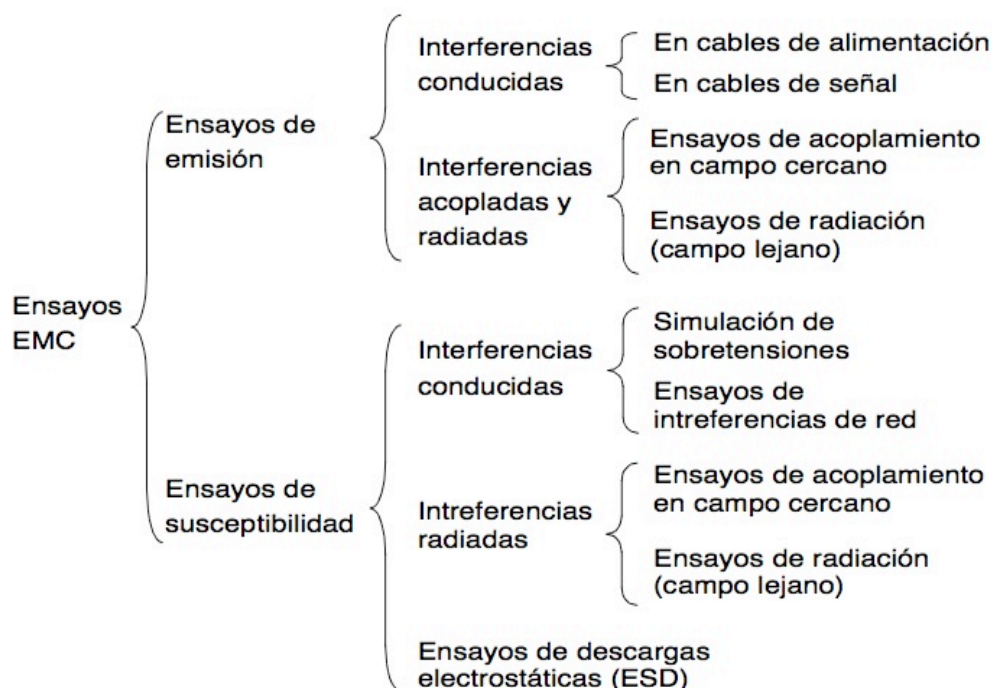 Ensayos
EMC
Ensayos de
emisión
Interferencias
conducidas
En cables de alimentación
En cables de señal
Interferencias
acopladas y
radiadas
Ensayos de acoplamiento
en campo cercano
Ensayos de radiación
(campo lejano)
Ensayos de
susceptibilidad
Interferencias
conducidas
Simulación de
sobretensiones
Ensayos de
intreferencias de red
Intreferencias
radiadas
Ensayos de acoplamiento
en campo cercano
Ensayos de radiación
(campo lejano)
Ensayos de descargas
electrostáticas (ESD)